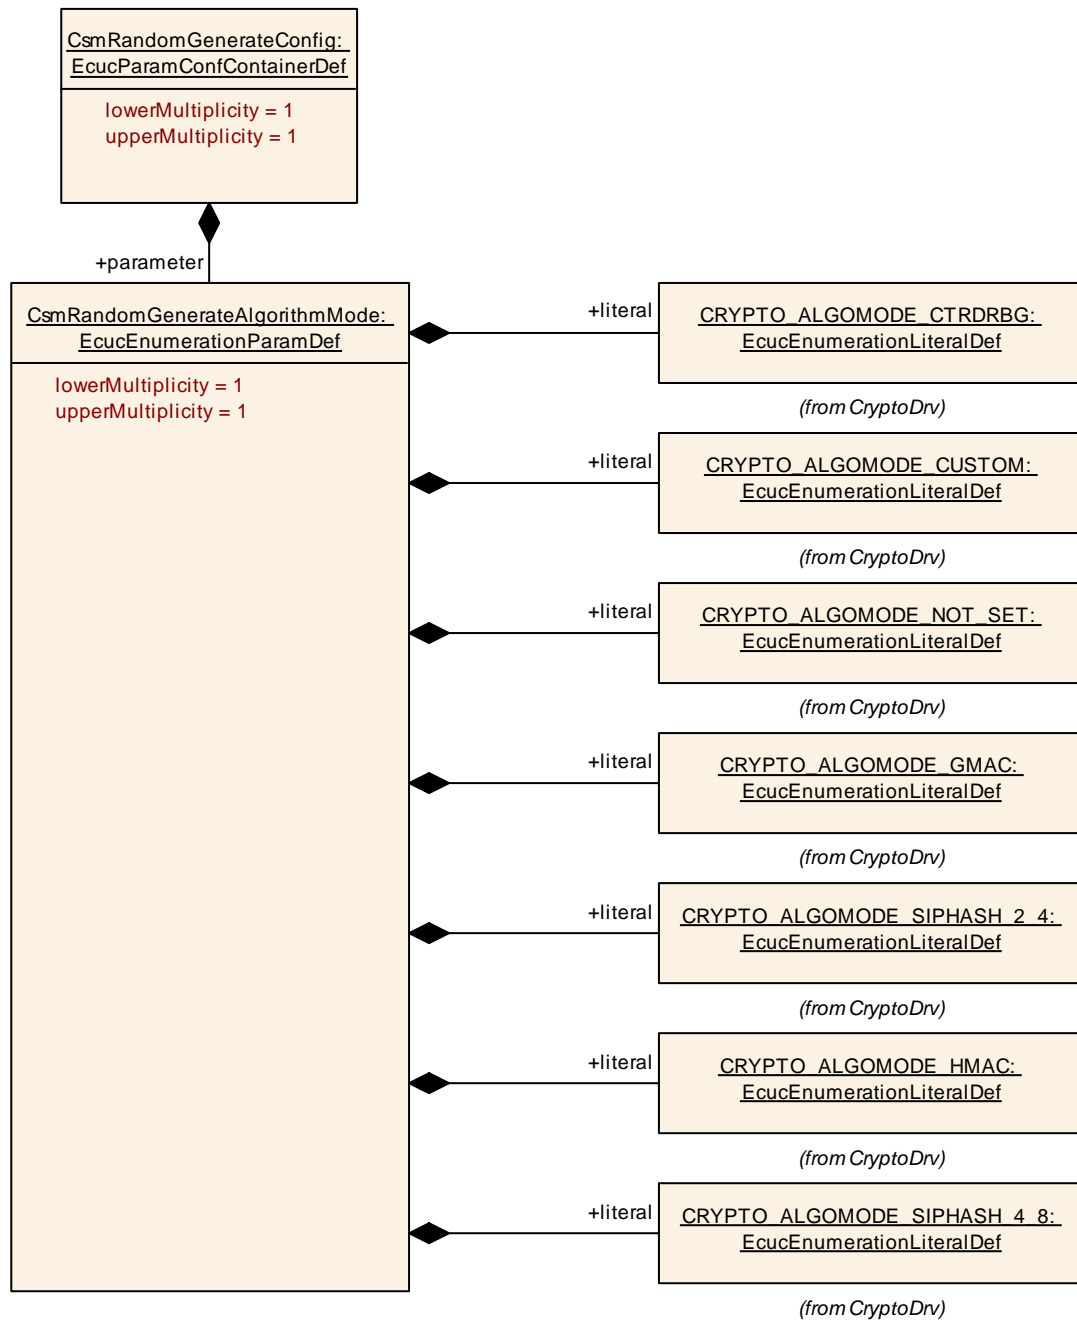 CsmRandomGenerateConfig:
EcucParamConfContainerDef
lowerMultiplicity = 1
upperMultiplicity = 1
+parameter
CsmRandomGenerateAlgorithmMode:
EcucEnumerationParamDef
lowerMultiplicity = 1
upperMultiplicity = 1
+literal
CRYPTO_ALGOMODE_CTRDRBG:
EcucEnumerationLiteralDef
(from CryptoDrv)
+literal
CRYPTO_ALGOMODE_CUSTOM:
EcucEnumerationLiteralDef
(from CryptoDrv)
+literal
CRYPTO_ALGOMODE_NOT_SET:
EcucEnumerationLiteralDef
(from CryptoDrv)
+literal
CRYPTO_ALGOMODE_GMAC:
EcucEnumerationLiteralDef
(from CryptoDrv)
+literal
CRYPTO_ALGOMODE_SIPHASH_2_4:
EcucEnumerationLiteralDef
(from CryptoDrv)
+literal
CRYPTO_ALGOMODE_HMAC:
EcucEnumerationLiteralDef
(from CryptoDrv)
+literal
CRYPTO_ALGOMODE_SIPHASH_4_8:
EcucEnumerationLiteralDef
(from CryptoDrv)